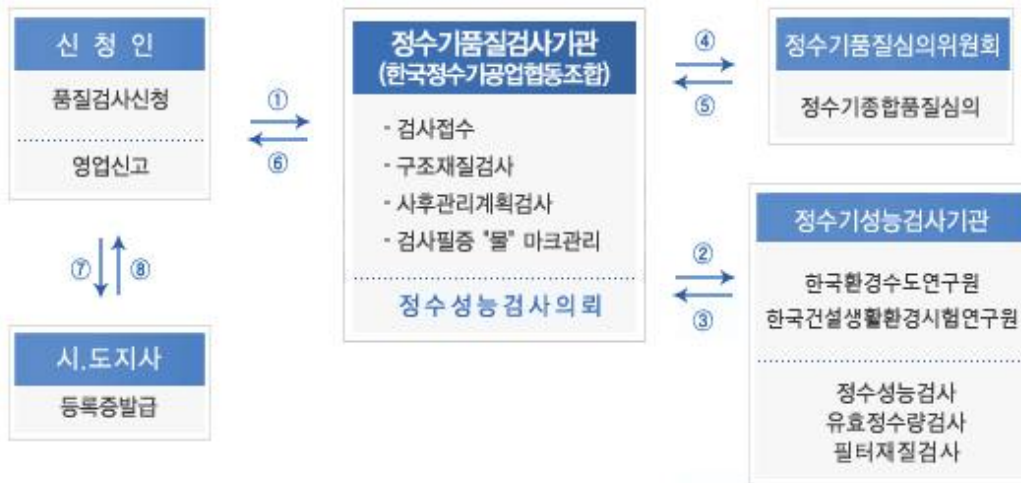 신 청 인
품질검사신청
영업신고
①
⑥
⑦
⑧
시.도지사
등록증발급
정수기품질검사기관
(한국정수기공업협동조합)
- 검사접수
- 구조재질검사
- 사후관리계획검사
- 검사필증 "물" 마크관리
정수성능검사의뢰
④
⑤
정수기품질심의위원회
정수기종합품질심의
②
③
정수기성능검사기관
한국환경수도연구원
한국건설생활환경시험연구원
정수성능검사
유효정수량검사
필터재질검사